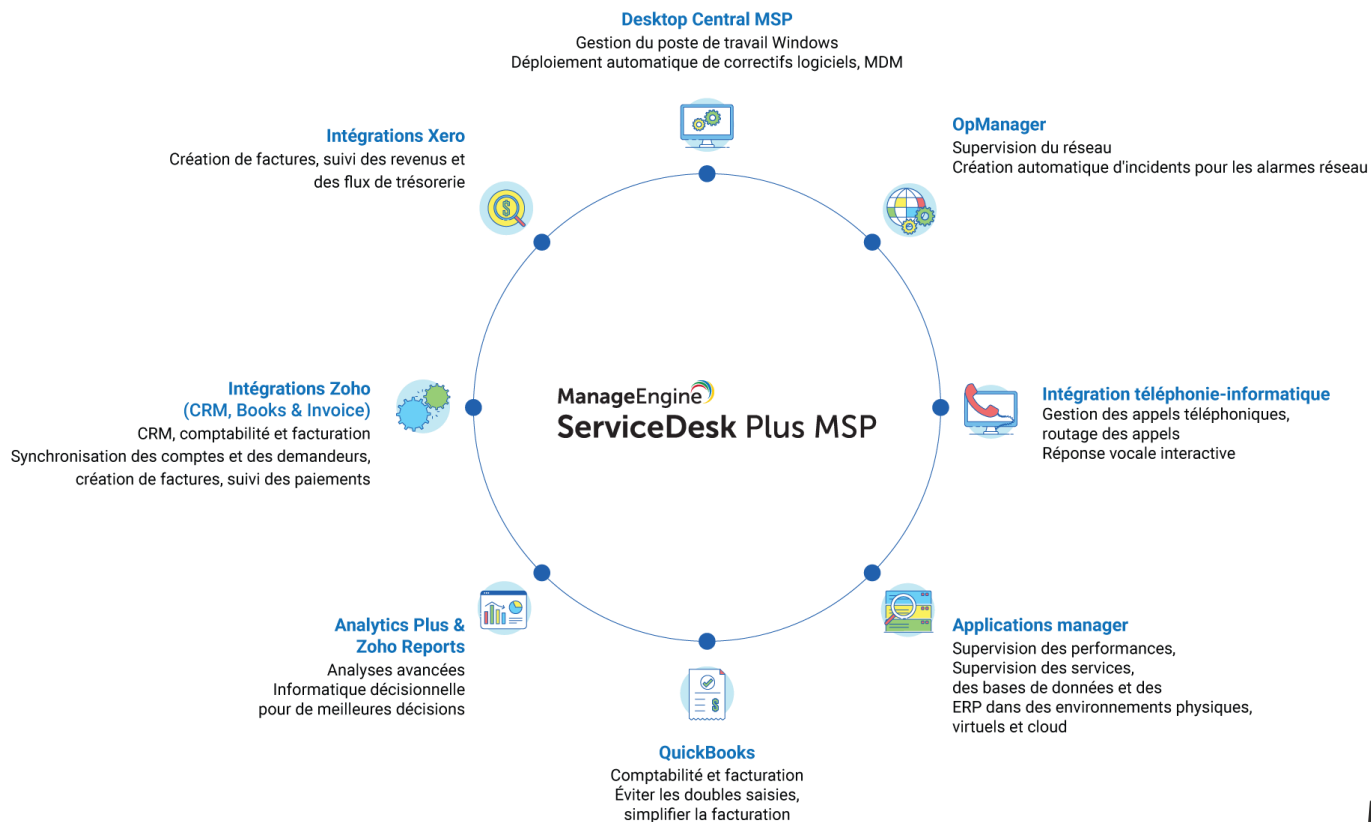 Desktop Central MSP
Gestion du poste de travail Windows
Déploiement automatique de correctifs logiciels, MDM
OpManager
Supervision du réseau
Création automatique d'incidents pour les alarmes réseau
Intégration téléphonie-informatique
Gestion des appels téléphoniques,
routage des appels
Réponse vocale interactive
Applications manager
Supervision des performances,
Supervision des services,
des bases de données et des
ERP dans des environnements physiques,
virtuels et cloud
QuickBooks
Comptabilité et facturation
Éviter les doubles saisies,
simplifier la facturation
Analytics Plus &
Zoho Reports
Analyses avancées
Informatique décisionnelle
pour de meilleures décisions
Intégrations Zoho
(CRM, Books & Invoice)
CRM, comptabilité et facturation
Synchronisation des comptes et des demandeurs,
création de factures, suivi des paiements
Intégrations Xero
Création de factures, suivi des revenus et
des flux de trésorerie
ManageEngine
ServiceDesk Plus MSP